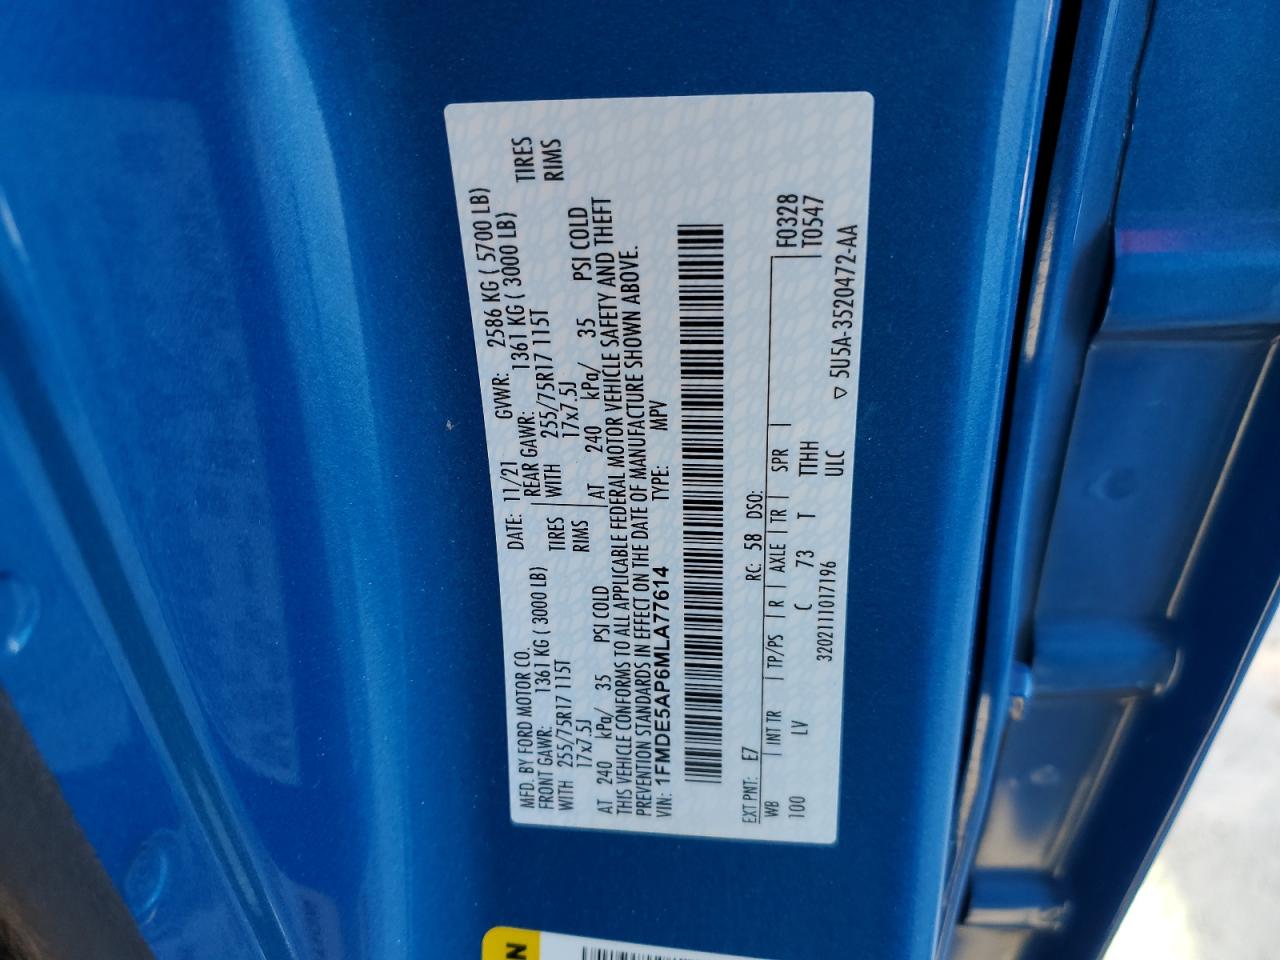 MFD. BY FORD MOTOR CO.
DATE: 11/21 GVWR: 2586 KG ( 5700 LB)
FRONT GAWR: 1361 KG ( 3000 LB) REAR GAWR: 1361 KG ( 3000 LB)
WITH 255/75R17 115T TIRES WITH 255/75R17 115T TIRES
17x7.5J RIMS 17x7.5J RIMS
AT 240 kPa/ 35 PSI COLD AT 240 kPa/ 35 PSI COLD
THIS VEHICLE CONFORMS TO ALL APPLICABLE FEDERAL MOTOR VEHICLE SAFETY AND THEFT
PREVENTION STANDARDS IN EFFECT ON THE DATE OF MANUFACTURE SHOWN ABOVE.
VIN: 1FMDE5AP6MLA77614 TYPE: MPV
EXT PNT: E7 RC: 58 DSO:
WB | INT TR | TP/PS | R | AXLE | TR | SPR | F0328
100 LV C 73 T TTHH T0547
3202111017196 ULC ▽ 5U5A-3520472-AA
N